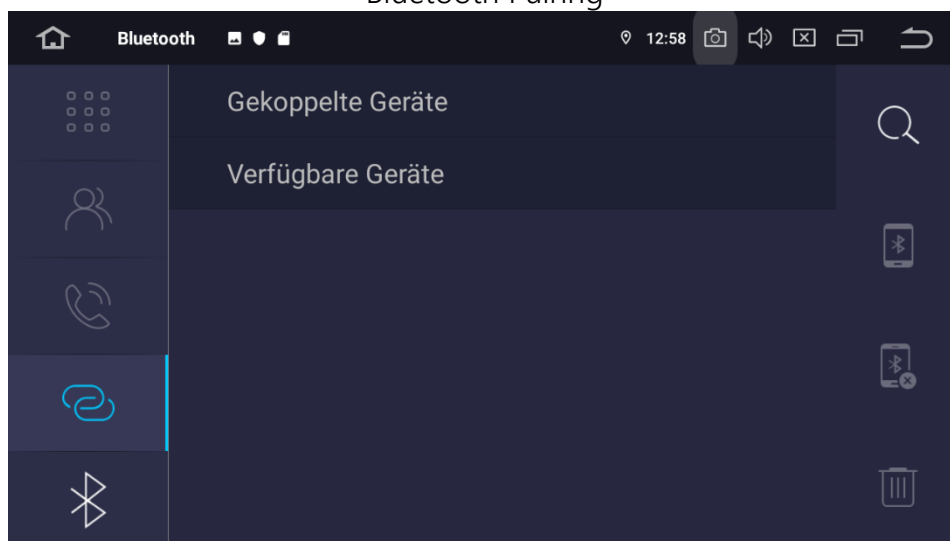 Bluetooth Pairing
Bluetooth 12:58
Gekoppelte Geräte
Verfügbare Geräte